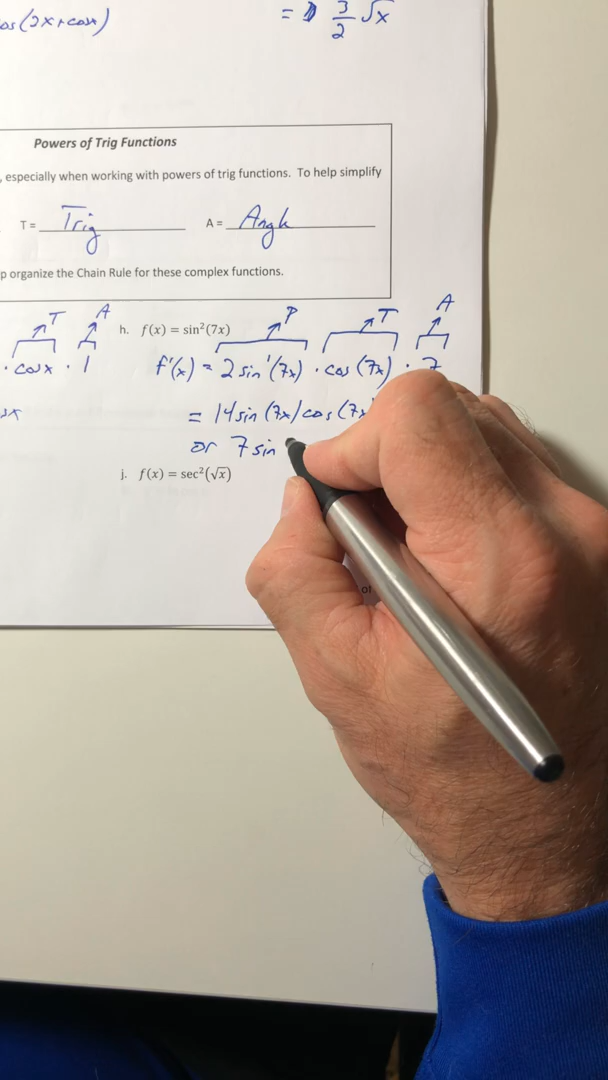 os(2x+cosx)
= 3/2 √x
Powers of Trig Functions
, especially when working with powers of trig functions. To help simplify
T = Trig A = Angle
p organize the Chain Rule for these complex functions.
T A
· cosx · 1
h. f(x) = sin²(7x)
P T A
f'(x) = 2 sin¹(7x) · cos(7x) · 7
= 14 sin(7x) cos(7x
or 7 sin
j. f(x) = sec²(√x)
of